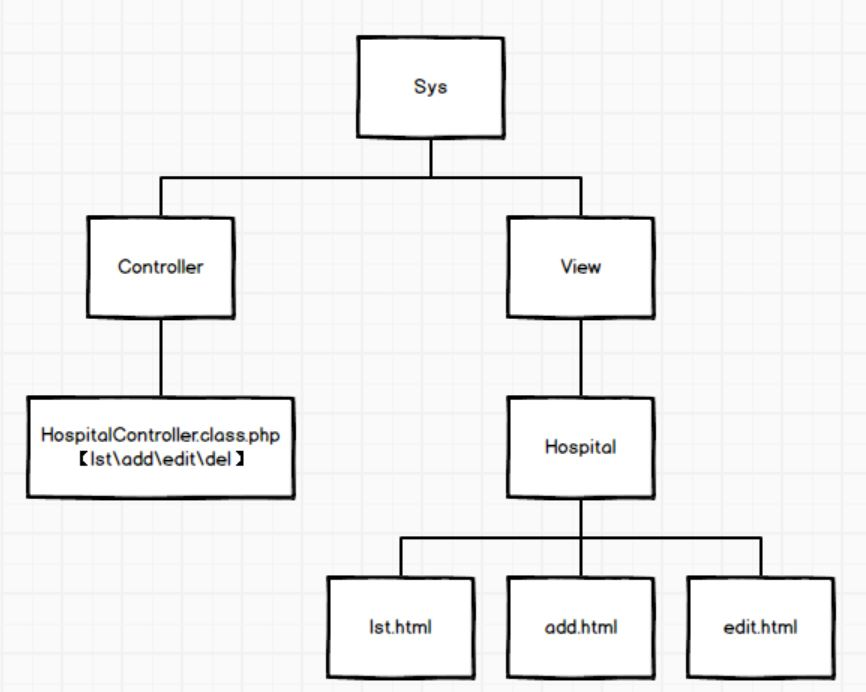 Sys
Controller
View
HospitalController.class.php
【lst\add\edit\del】
Hospital
lst.html
add.html
edit.html